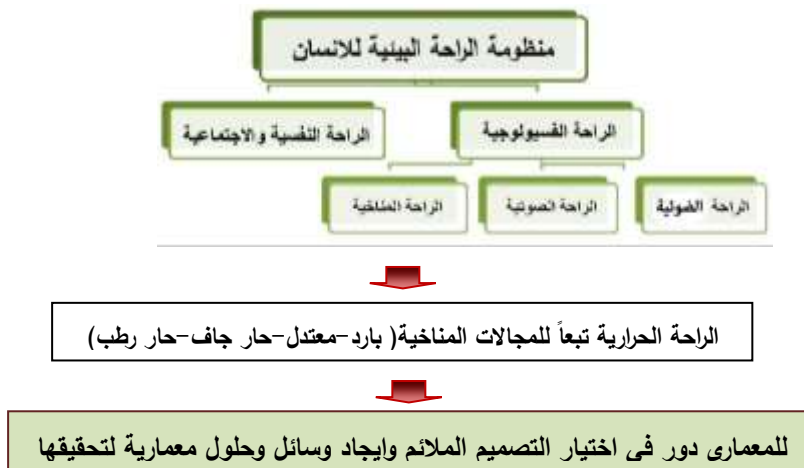 منظومة الراحة البيئية للانسان
الراحة الفسيولوجية
الراحة النفسية والاجتماعية
الراحة الضوئية
الراحة الصوتية
الراحة المناخية
الراحة الحرارية تبعاً للمجالات المناخية( بارد-معتدل-حار جاف-حار رطب)
للمعمارى دور فى اختيار التصميم الملائم وايجاد وسائل وحلول معمارية لتحقيقها